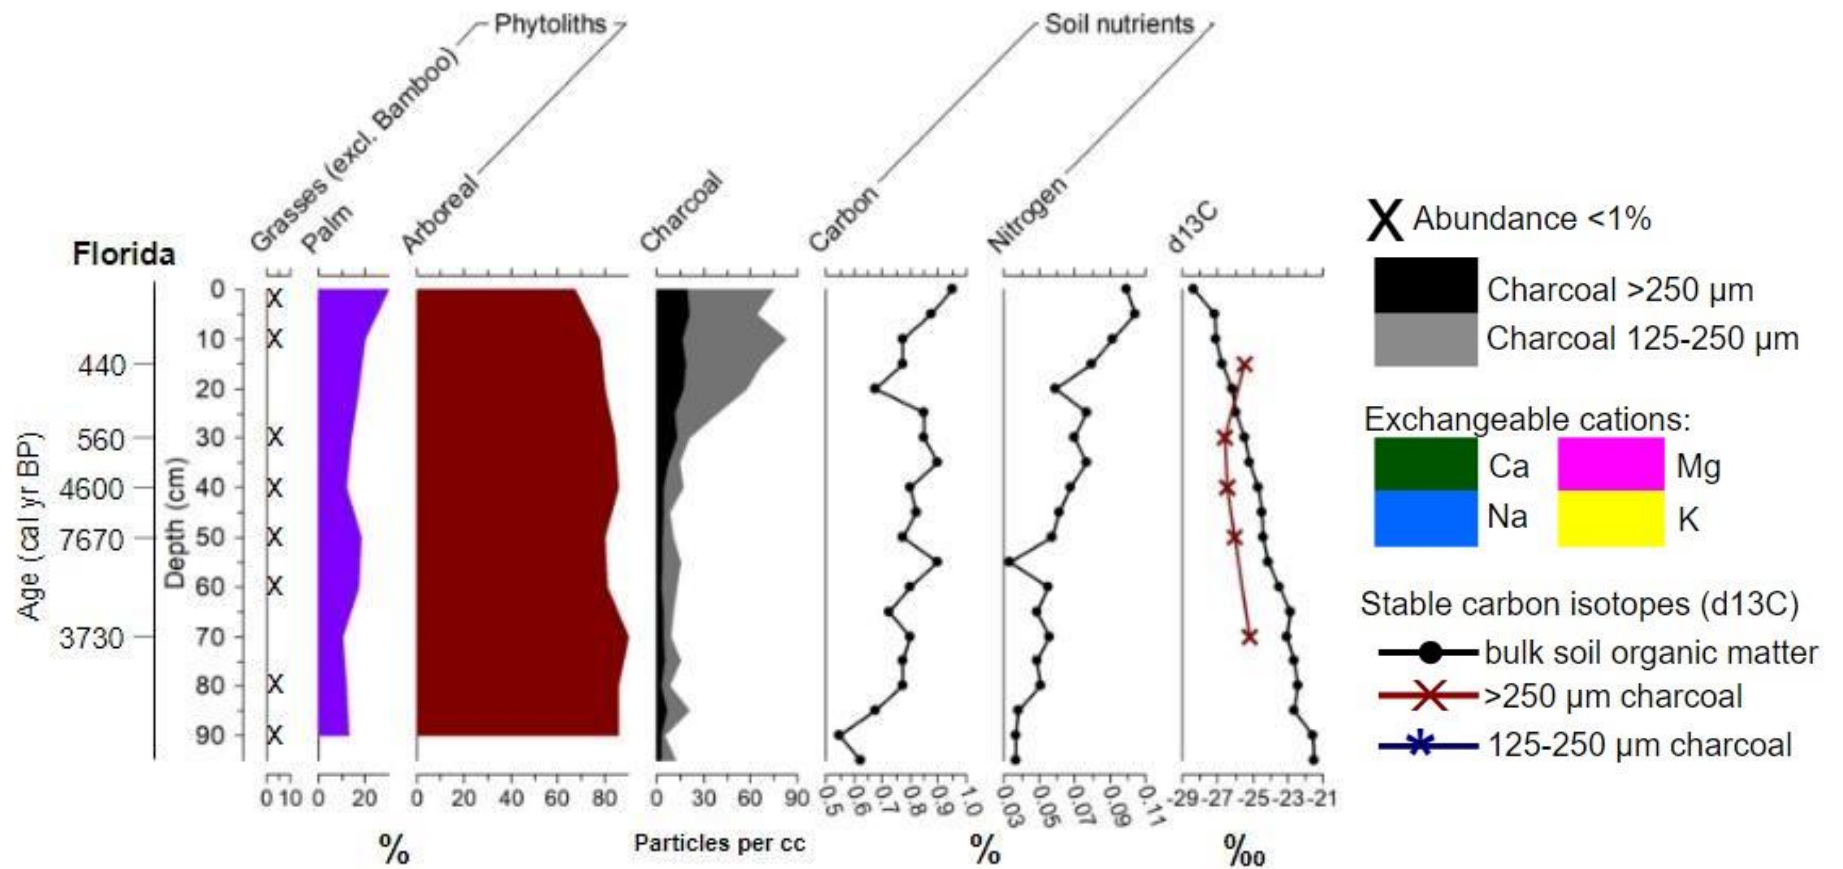 Phytoliths
Soil nutrients
Grasses (excl. Bamboo)
Palm
Arboreal
Charcoal
Carbon
Nitrogen
d13C
Florida
Age (cal yr BP)
440
560
4600
7670
3730
Depth (cm)
0
10
20
30
40
50
60
70
80
90
X
X
X
X
X
X
X
X
0 10
0 20
0 20 40 60 80
0 30 60 90
0.5 0.6 0.7 0.8 0.9 1.0
0.03 0.05 0.07 0.09 0.11
-29 -27 -25 -23 -21
%
Particles per cc
%
‰
X Abundance <1%
Charcoal >250 µm
Charcoal 125-250 µm
Exchangeable cations:
Ca Mg
Na K
Stable carbon isotopes (d13C)
bulk soil organic matter
>250 µm charcoal
125-250 µm charcoal